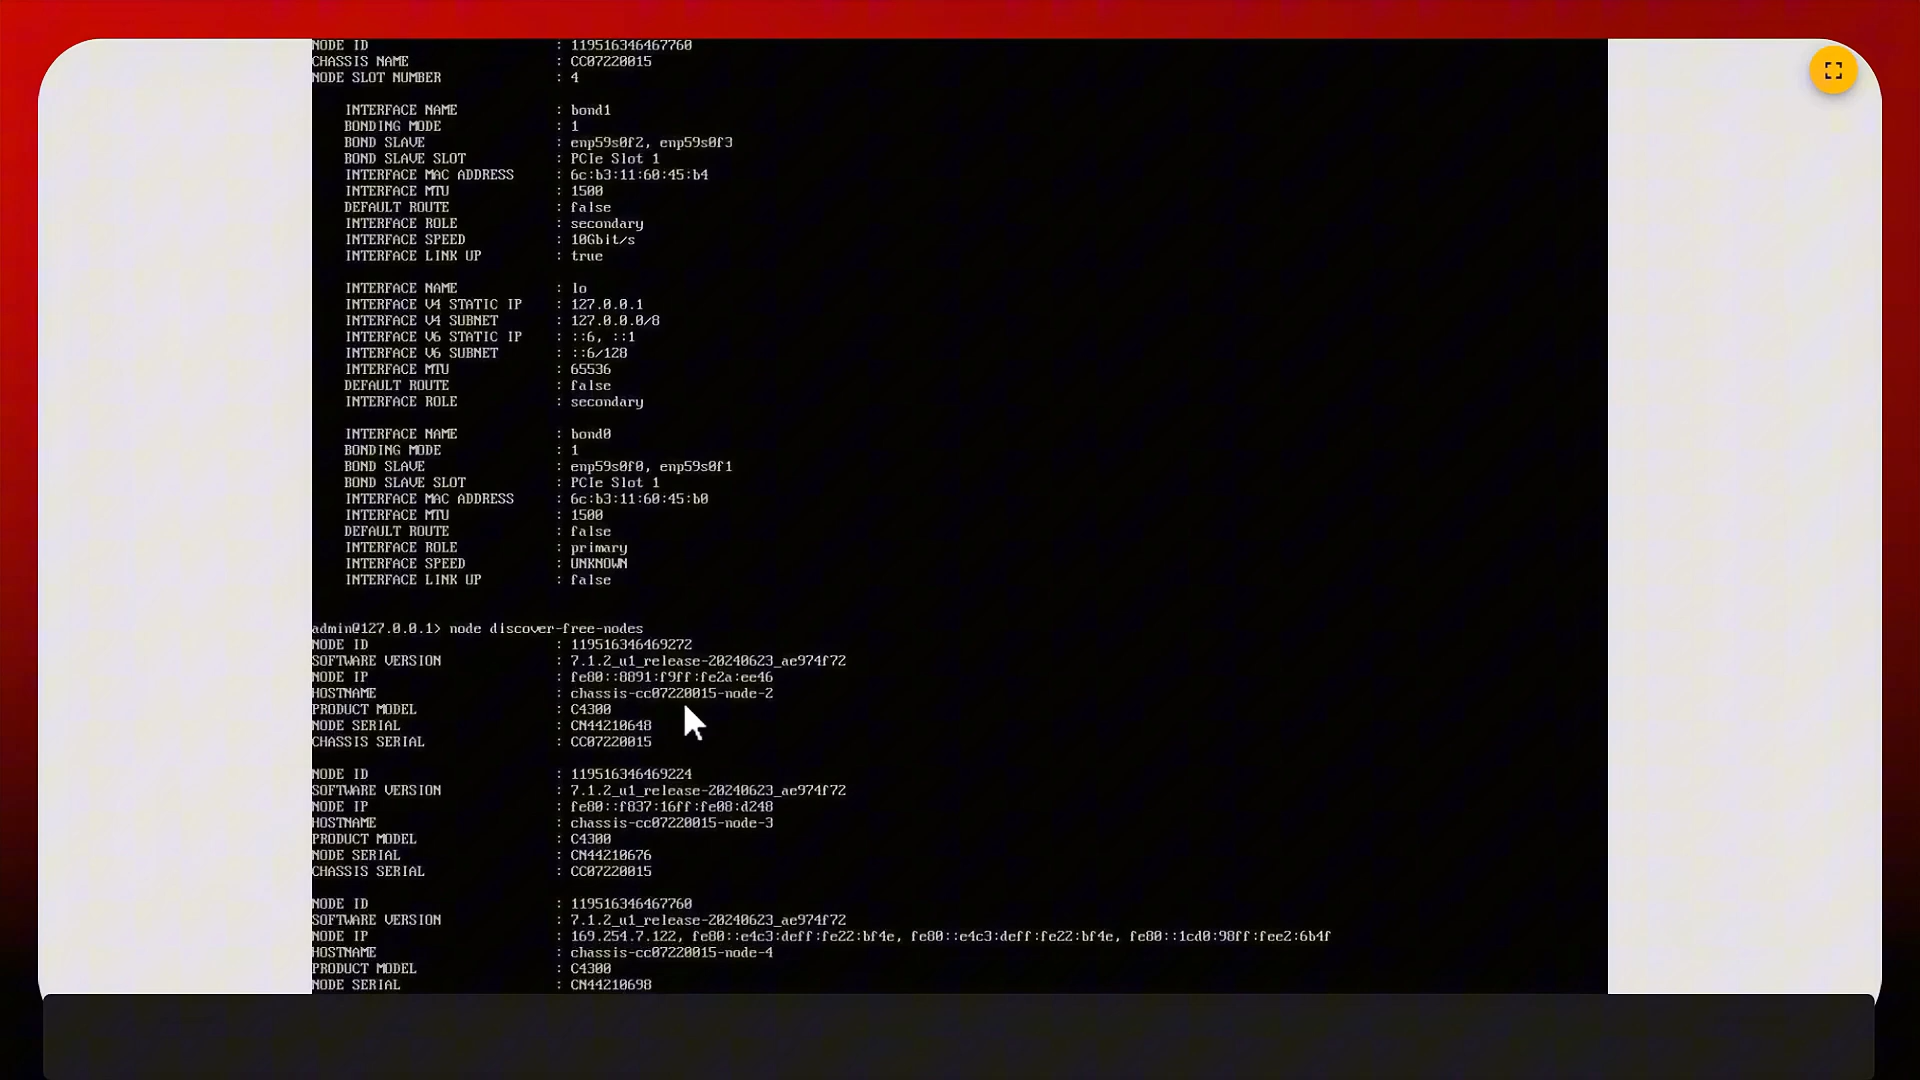 NODE ID : 119516346467760
CHASSIS NAME : CC07220015
NODE SLOT NUMBER : 4
INTERFACE NAME : bond1
BONDING MODE : 1
BOND SLAVE : enp59s0f2, enp59s0f3
BOND SLAVE SLOT : PCIe Slot 1
INTERFACE MAC ADDRESS : 6c:b3:11:60:45:b4
INTERFACE MTU : 1500
DEFAULT ROUTE : false
INTERFACE ROLE : secondary
INTERFACE SPEED : 10Gbit/s
INTERFACE LINK UP : true
INTERFACE NAME : lo
INTERFACE V4 STATIC IP : 127.0.0.1
INTERFACE V4 SUBNET : 127.0.0.0/8
INTERFACE V6 STATIC IP : ::6, ::1
INTERFACE V6 SUBNET : ::6/128
INTERFACE MTU : 65536
DEFAULT ROUTE : false
INTERFACE ROLE : secondary
INTERFACE NAME : bond0
BONDING MODE : 1
BOND SLAVE : enp59s0f0, enp59s0f1
BOND SLAVE SLOT : PCIe Slot 1
INTERFACE MAC ADDRESS : 6c:b3:11:60:45:b0
INTERFACE MTU : 1500
DEFAULT ROUTE : false
INTERFACE ROLE : primary
INTERFACE SPEED : UNKNOWN
INTERFACE LINK UP : false
admin@127.0.0.1> node discover-free-nodes
NODE ID : 119516346469272
SOFTWARE VERSION : 7.1.2_u1_release-20240623_ae974f72
NODE IP : fe80::8891:f9ff:fe2a:ee46
HOSTNAME : chassis-cc07220015-node-2
PRODUCT MODEL : C4300
NODE SERIAL : CN44210648
CHASSIS SERIAL : CC07220015
NODE ID : 119516346469224
SOFTWARE VERSION : 7.1.2_u1_release-20240623_ae974f72
NODE IP : fe80::f837:16ff:fe08:d248
HOSTNAME : chassis-cc07220015-node-3
PRODUCT MODEL : C4300
NODE SERIAL : CN44210676
CHASSIS SERIAL : CC07220015
NODE ID : 119516346467760
SOFTWARE VERSION : 7.1.2_u1_release-20240623_ae974f72
NODE IP : 169.254.7.122, fe80::e4c3:deff:fe22:bf4e, fe80::e4c3:deff:fe22:bf4e, fe80::1cd0:98ff:fee2:6b4f
HOSTNAME : chassis-cc07220015-node-4
PRODUCT MODEL : C4300
NODE SERIAL : CN44210698